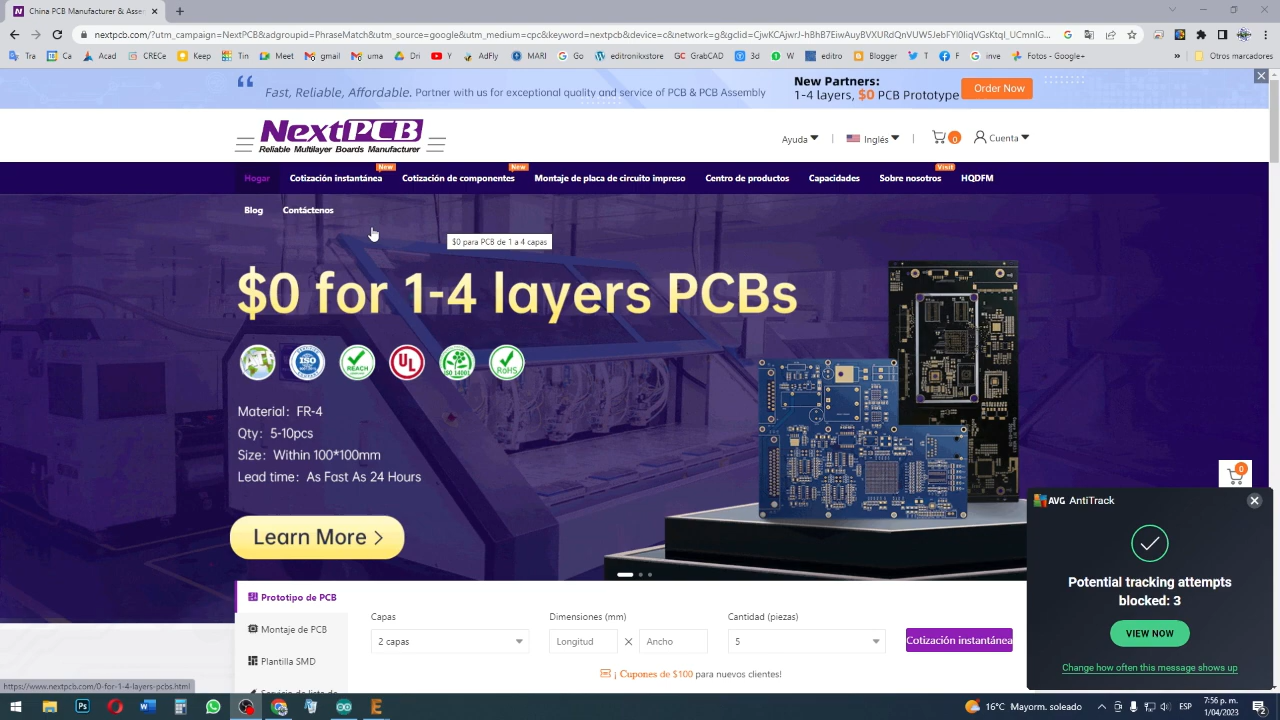 China PCB Manufacturer & Asse
nextpcb.com/?utm_campaign=NextPCB&adgroupid=PhraseMatch&utm_source=google&utm_medium=cpc&keyword=nextpcb&device=c&network=g&gclid=CjwKCAjwrJ-hBhB7EiwAuyBVXURdQnVUW5JebFYI0IiqVGsKtqI_UCmnIG...
Tra Keep Acad Cl uma Dri Y AdFly MARI Go Metricontrore GrabCAD 3d W editro Blogger T F inve Fotos - Google+ » Otros marcadores
Fast, Reliable, Affordable. Partner with us for exceptional quality and service of PCB & PCB Assembly
New Partners:
1-4 layers, $0 PCB Prototype
Order Now
NextPCB
Reliable Multilayer Boards Manufacturer
Ayuda | Inglés | 0 Cuenta
New New Visit
Hogar Cotización instantánea Cotización de componentes Montaje de placa de circuito impreso Centro de productos Capacidades Sobre nosotros HQDFM
Blog Contáctenos
$0 para PCB de 1 a 4 capas
$0 for 1-4 layers PCBs
ISO REACH UL ISO 14001 RoHS
Material: FR-4
Qty: 5-10pcs
Size: Within 100*100mm
Lead time: As Fast As 24 Hours
Learn More >
0
AVG AntiTrack
Potential tracking attempts
blocked: 3
VIEW NOW
Change how often this message shows up
Prototipo de PCB
Montaje de PCB
Plantilla SMD
Capas Dimensiones (mm) Cantidad (piezas)
2 capas Longitud × Ancho 5 Cotización instantánea
¡ Cupones de $100 para nuevos clientes!
https://www.nextpcb.com/0-for-1-4-layers-pcbs.html
16°C Mayorm. soleado ESP 7:56 p. m.
1/04/2023
2